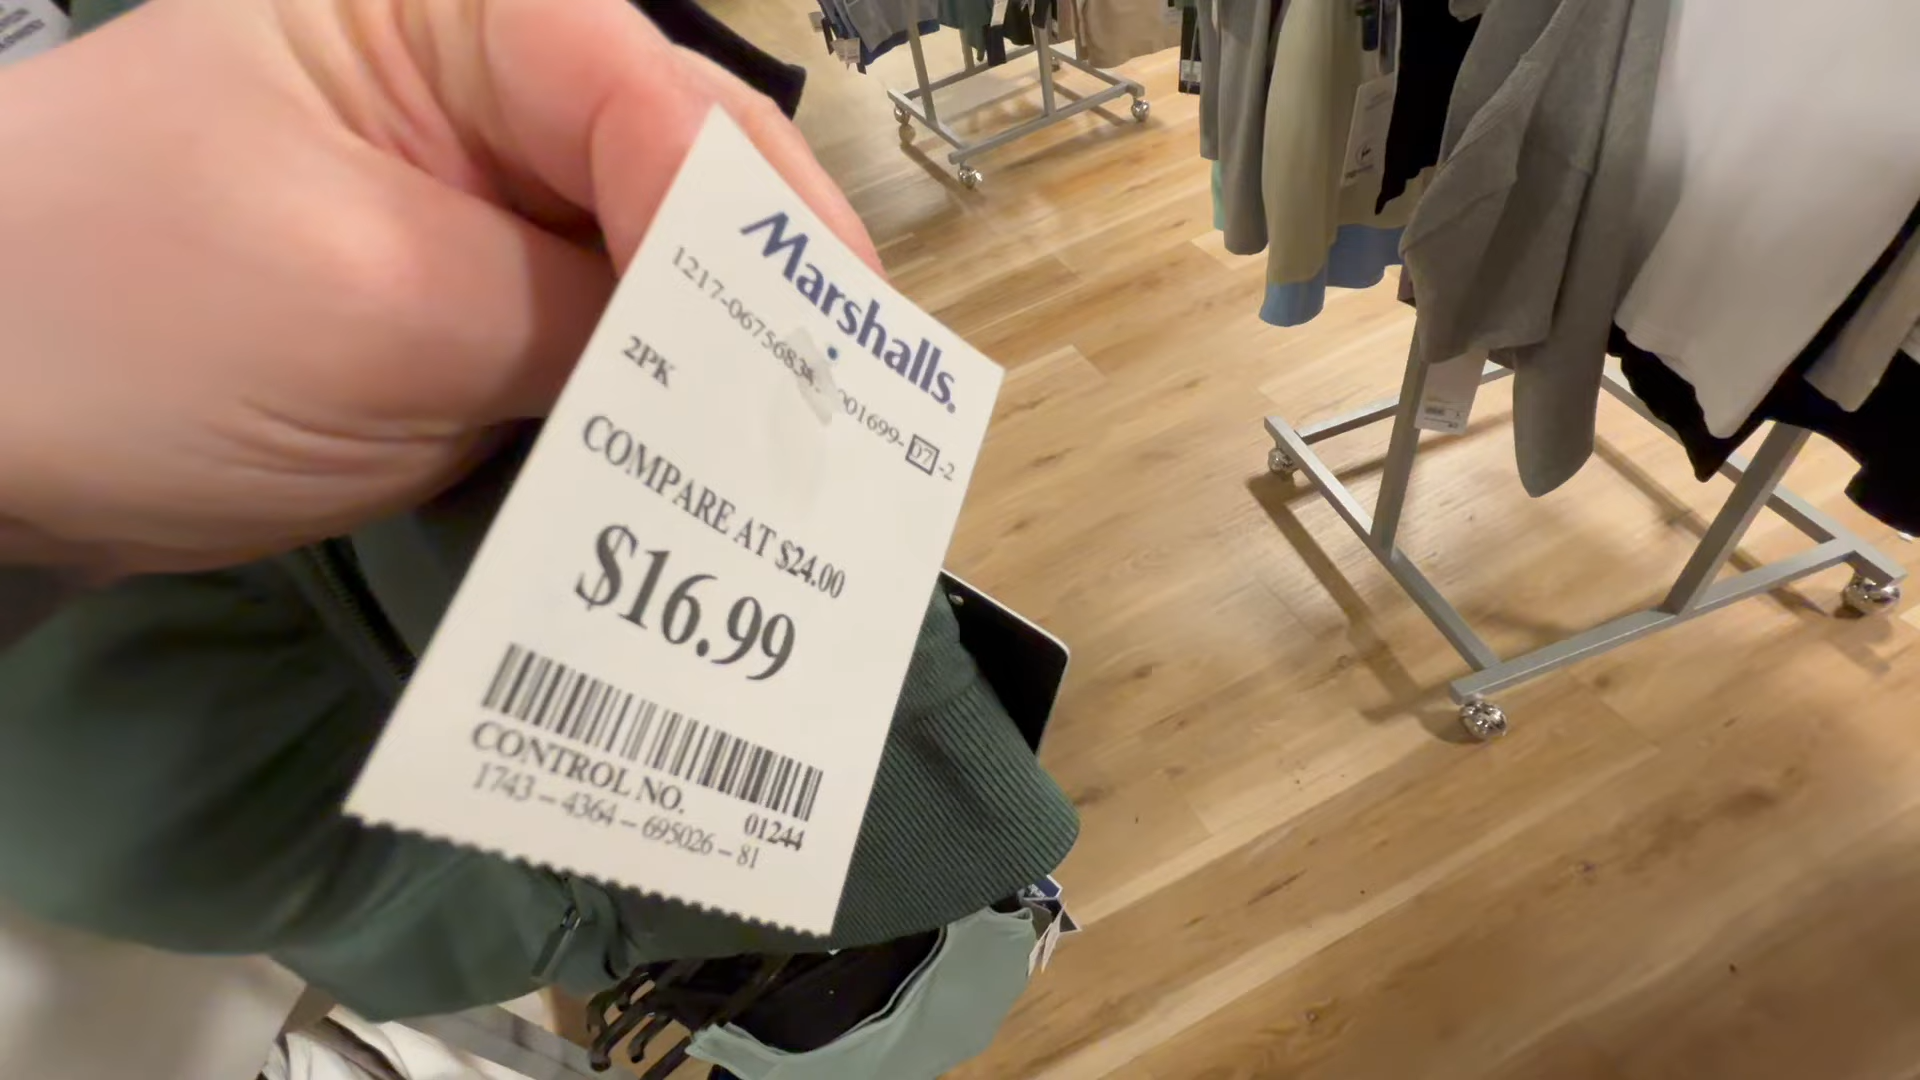 Marshalls.
1217-0675683 001699-07-2
2PK
COMPARE AT $24.00
$16.99
CONTROL NO. 01244
1743 – 4364 – 695026 – 81